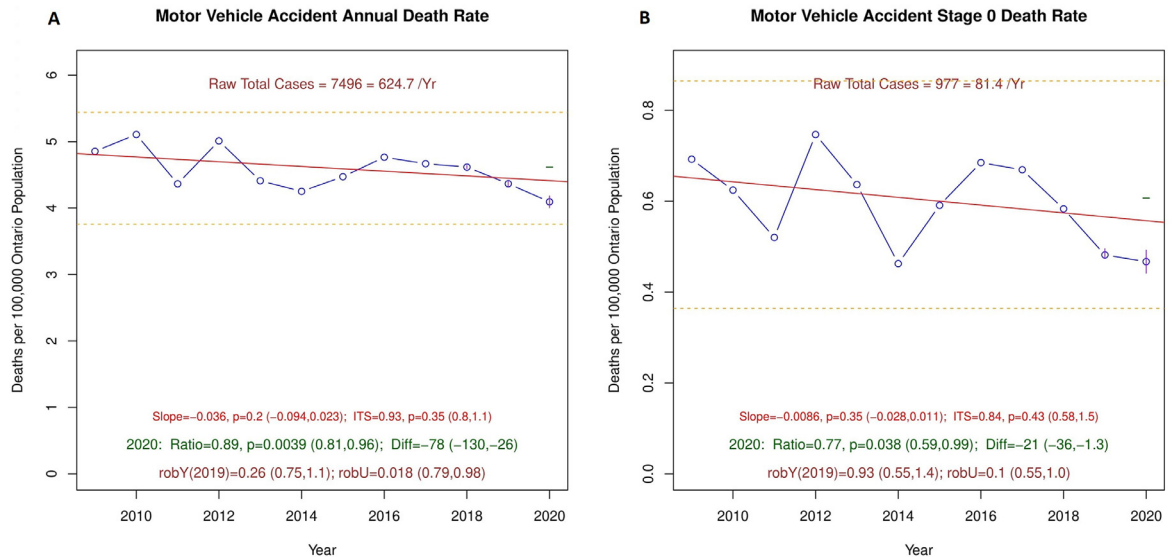 A
Motor Vehicle Accident Annual Death Rate
Deaths per 100,000 Ontario Population
6
5
4
3
2
1
0
Raw Total Cases = 7496 = 624.7 /Yr
Slope=−0.036, p=0.2 (−0.094,0.023);  ITS=0.93, p=0.35 (0.8,1.1)
2020:  Ratio=0.89, p=0.0039 (0.81,0.96);  Diff=−78 (−130,−26)
robY(2019)=0.26 (0.75,1.1); robU=0.018 (0.79,0.98)
2010 2012 2014 2016 2018 2020
Year
B
Motor Vehicle Accident Stage 0 Death Rate
Deaths per 100,000 Ontario Population
0.8
0.6
0.4
0.2
0.0
Raw Total Cases = 977 = 81.4 /Yr
Slope=−0.0086, p=0.35 (−0.028,0.011);  ITS=0.84, p=0.43 (0.58,1.5)
2020:  Ratio=0.77, p=0.038 (0.59,0.99);  Diff=−21 (−36,−1.3)
robY(2019)=0.93 (0.55,1.4); robU=0.1 (0.55,1.0)
2010 2012 2014 2016 2018 2020
Year